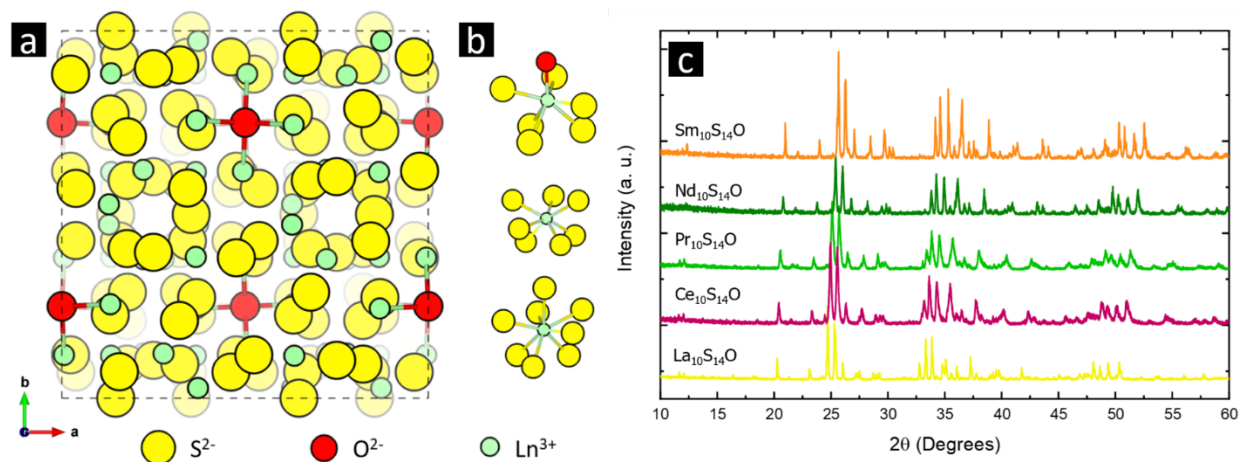 a
b
c
b
a
S²⁻
O²⁻
Ln³⁺
Intensity (a. u.)
Sm₁₀S₁₄O
Nd₁₀S₁₄O
Pr₁₀S₁₄O
Ce₁₀S₁₄O
La₁₀S₁₄O
10 15 20 25 30 35 40 45 50 55 60
2θ (Degrees)